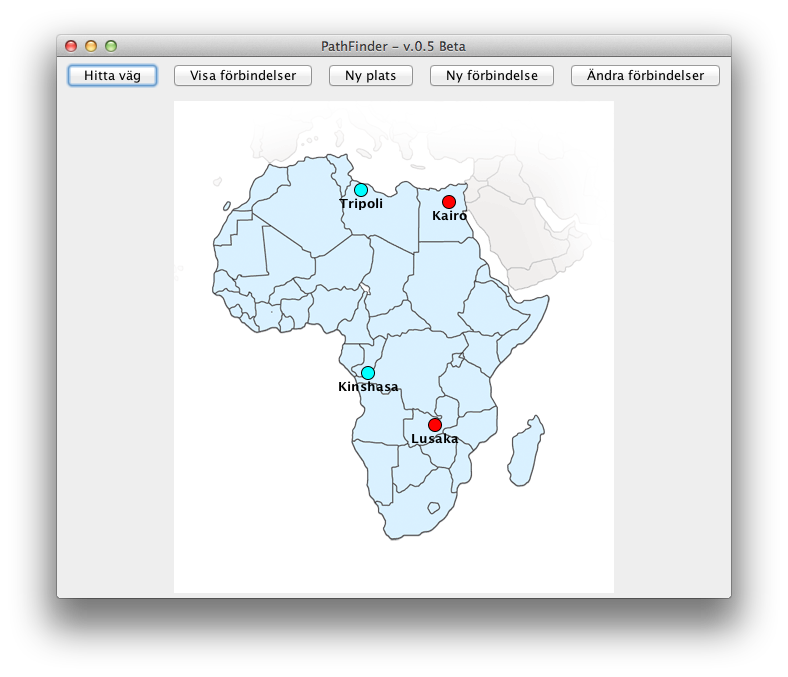 PathFinder – v.0.5 Beta
Hitta väg Visa förbindelser Ny plats Ny förbindelse Ändra förbindelser
Tripoli
Kairo
Kinshasa
Lusaka